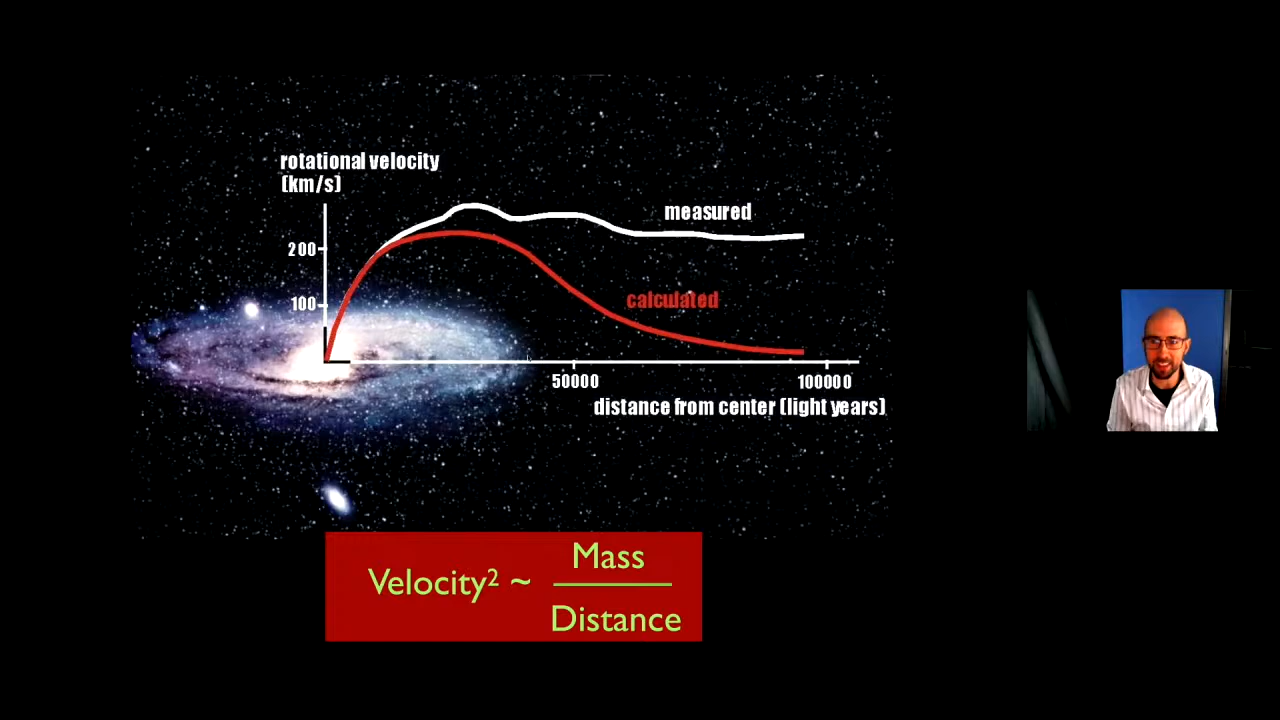 rotational velocity
(km/s)
measured
200
calculated
100
50000
100000
distance from center (light years)
Velocity² ~ Mass
Distance